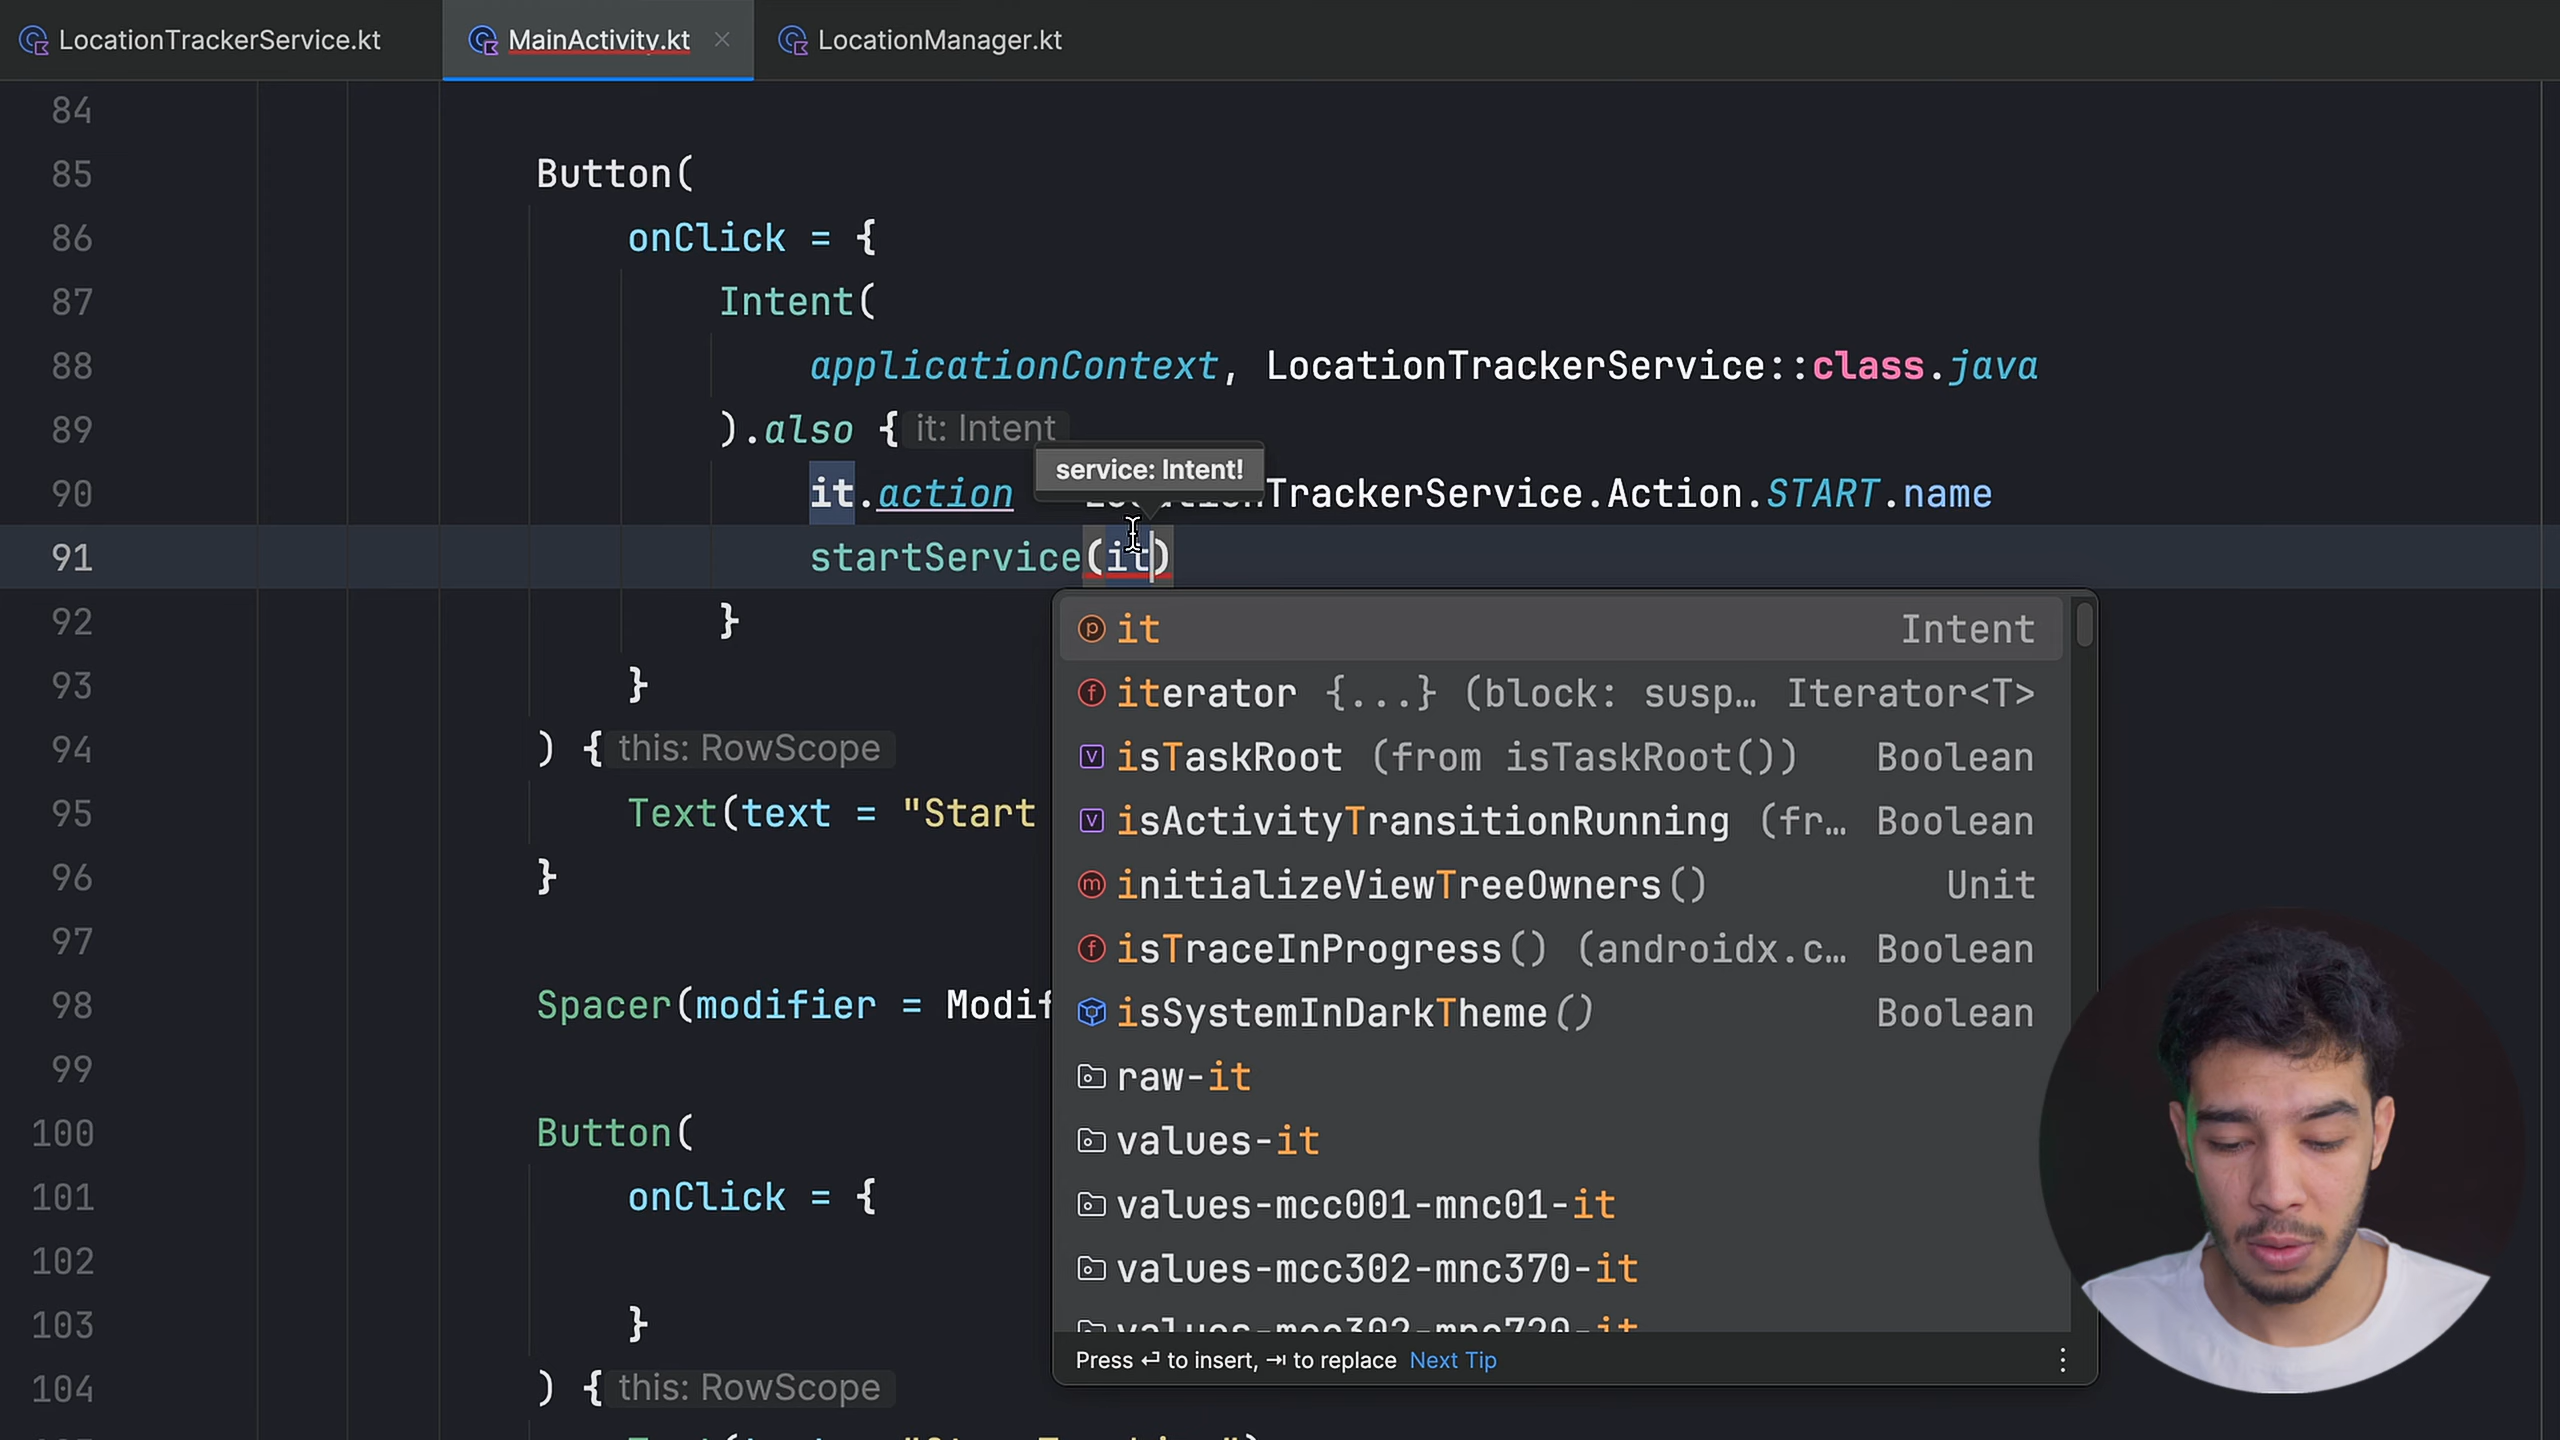 LocationTrackerService.kt MainActivity.kt LocationManager.kt
84
85 Button(
86 onClick = {
87 Intent(
88 applicationContext, LocationTrackerService::class.java
89 ).also { it: Intent
service: Intent!
90 it.action LocationTrackerService.Action.START.name
91 startService(it)
92 }
93 }
94 ) { this: RowScope
95 Text(text = "Start
96 }
97
98 Spacer(modifier = Modif
99
100 Button(
101 onClick = {
102
103 }
104 ) { this: RowScope
it Intent
iterator {...} (block: susp… Iterator<T>
isTaskRoot (from isTaskRoot()) Boolean
isActivityTransitionRunning (fr… Boolean
initializeViewTreeOwners() Unit
isTraceInProgress() (androidx.c… Boolean
isSystemInDarkTheme() Boolean
raw-it
values-it
values-mcc001-mnc01-it
values-mcc302-mnc370-it
values-mcc302-mnc720-it
Press ⏎ to insert, ⇥ to replace Next Tip